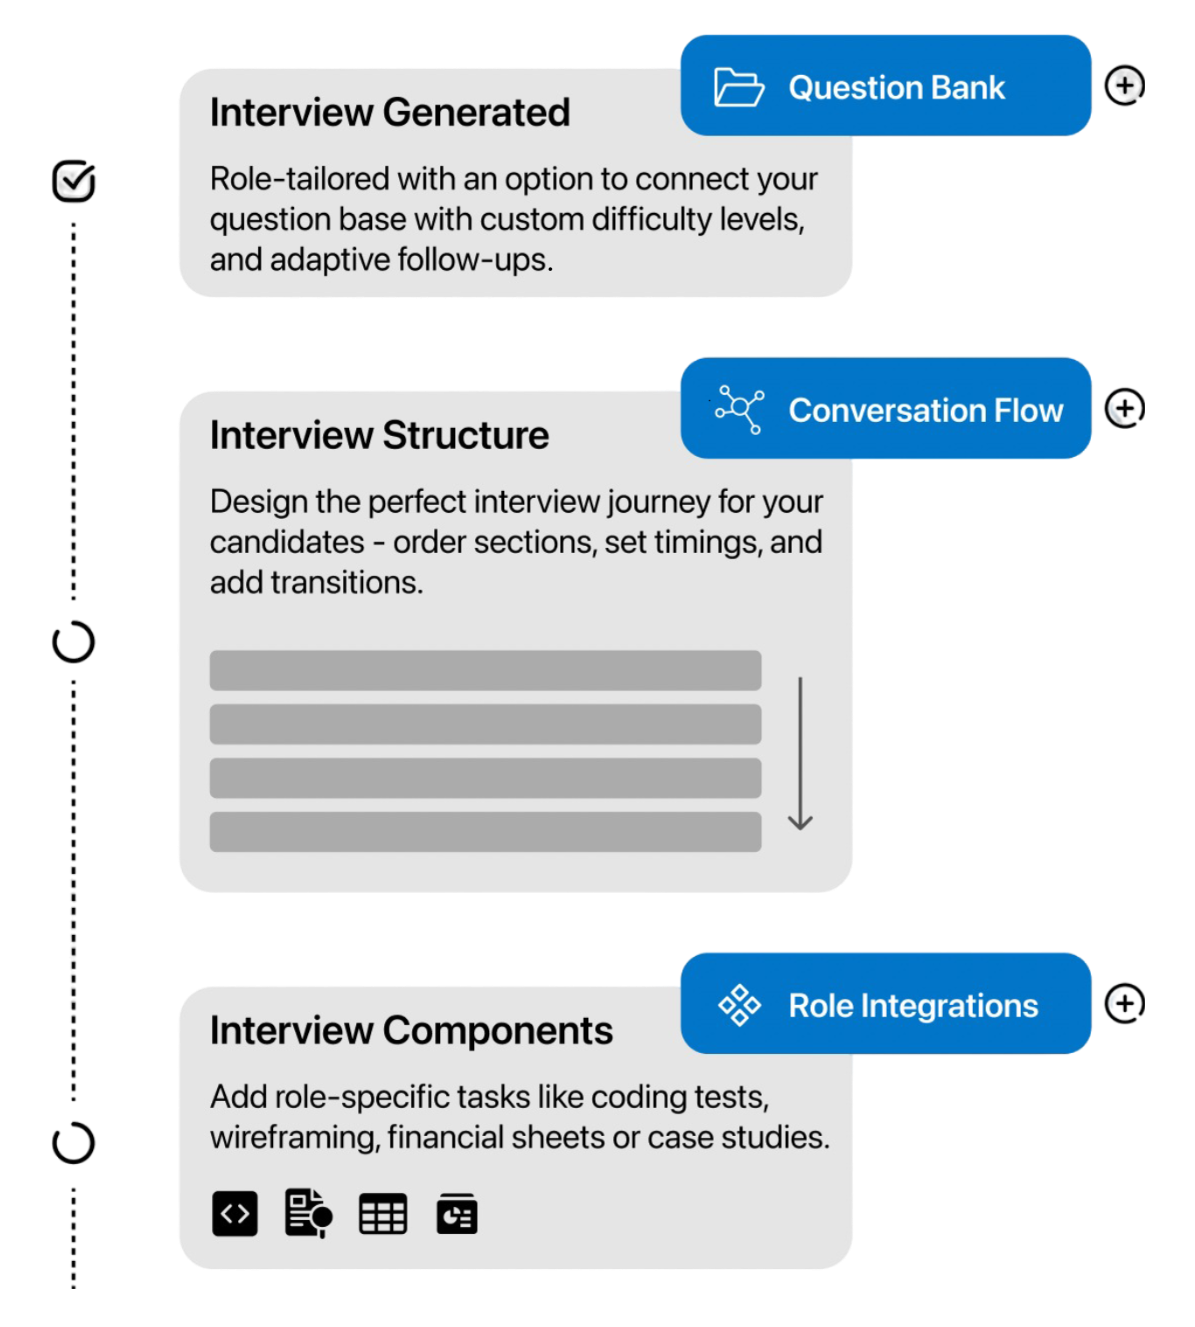 Question Bank
Interview Generated
Role-tailored with an option to connect your
question base with custom difficulty levels,
and adaptive follow-ups.
Conversation Flow
Interview Structure
Design the perfect interview journey for your
candidates - order sections, set timings, and
add transitions.
Role Integrations
Interview Components
Add role-specific tasks like coding tests,
wireframing, financial sheets or case studies.